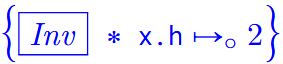 {Inv * x.h ↦∘ 2}